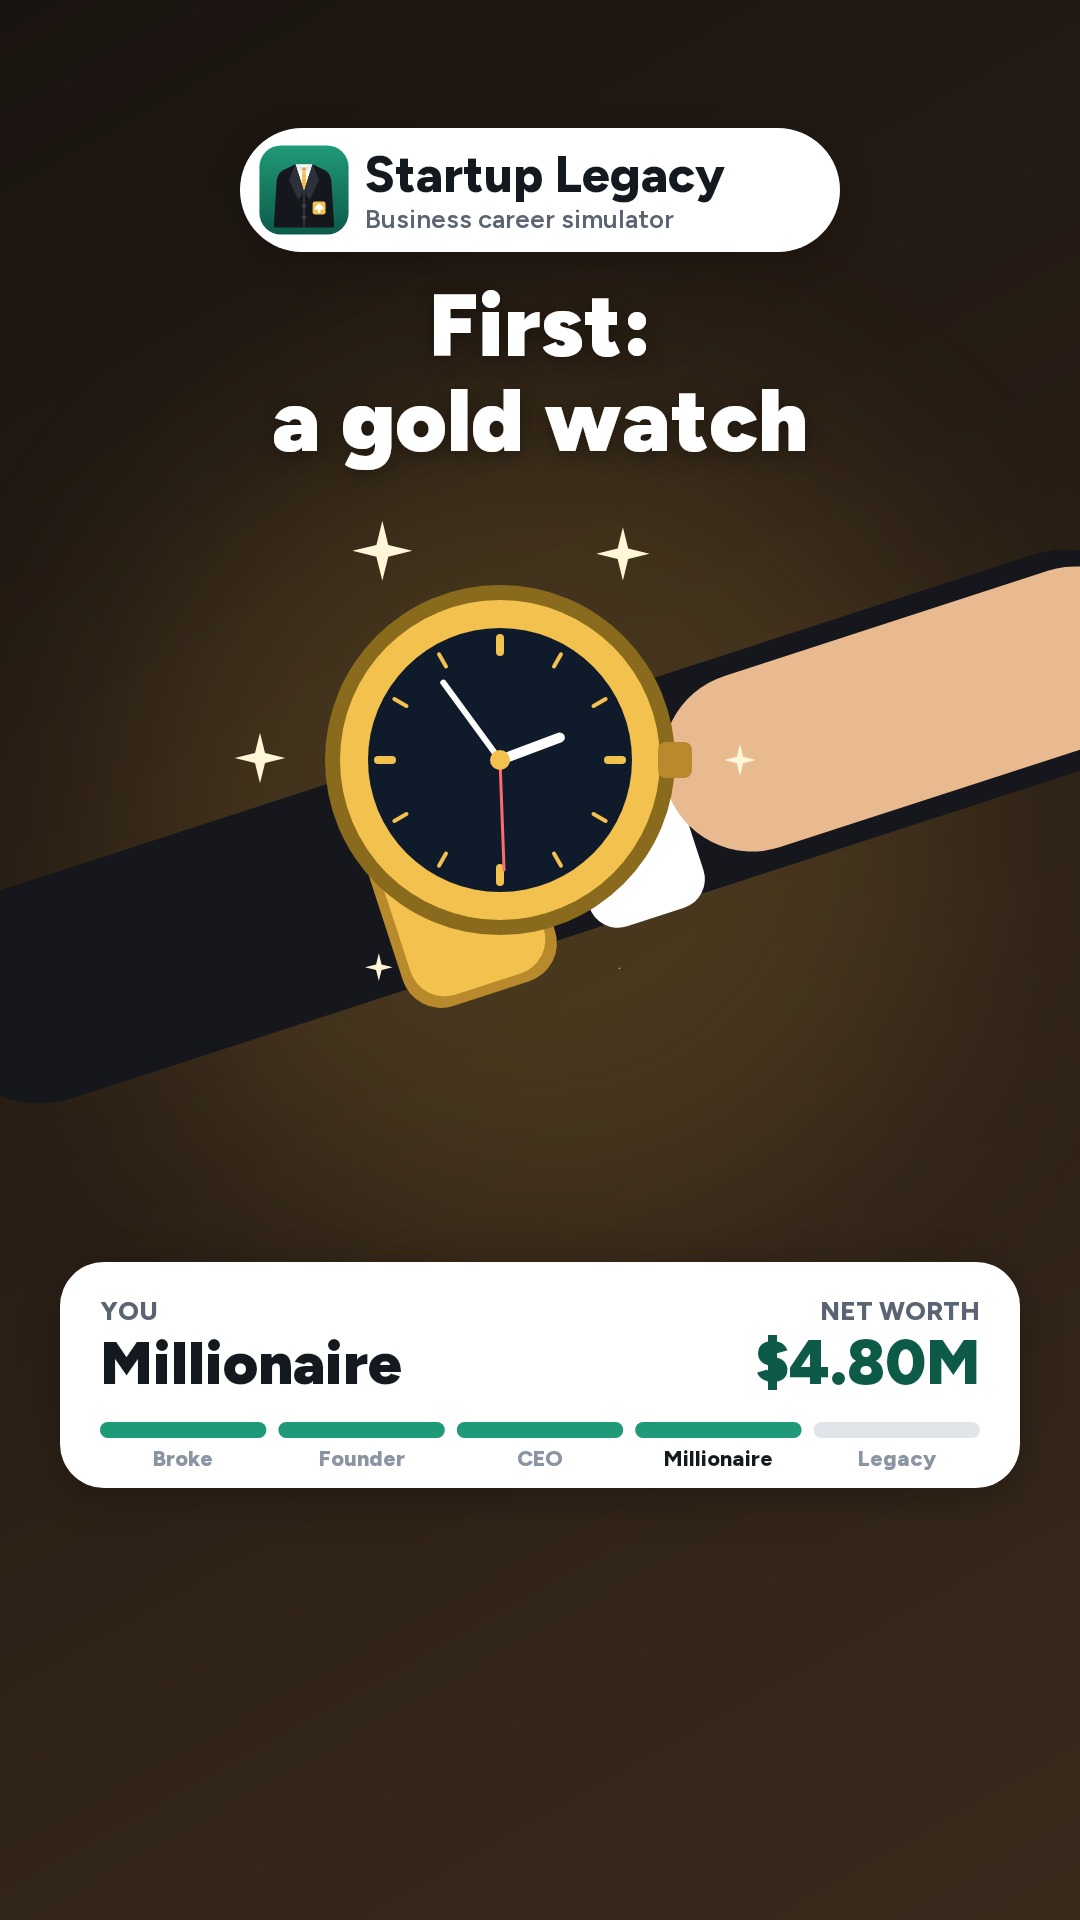 Startup Legacy
Business career simulator
First:
a gold watch
YOU
NET WORTH
Millionaire
$4.80M
Broke
Founder
CEO
Millionaire
Legacy